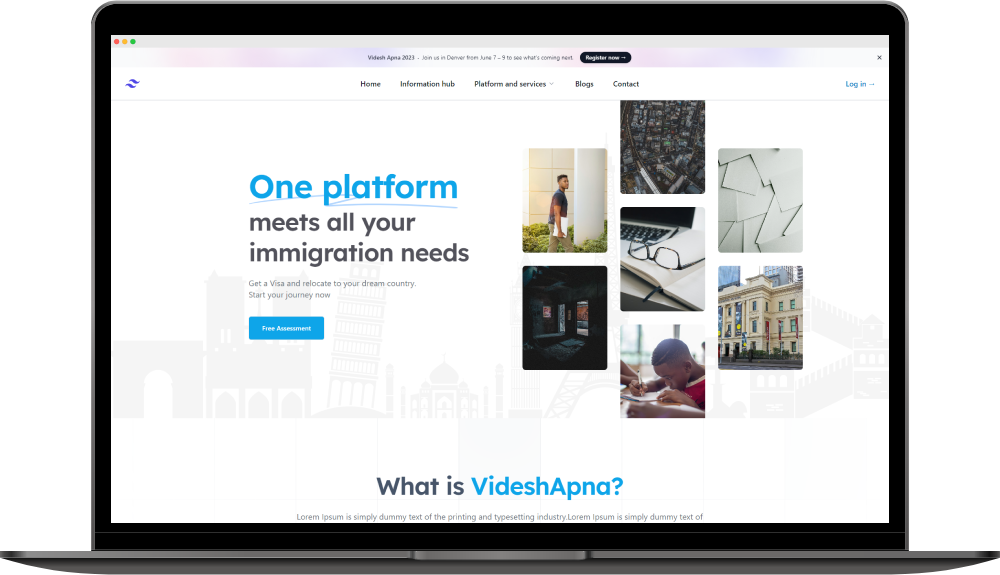 Videsh Apna 2023 • Join us in Denver from June 7 – 9 to see what's coming next. Register now →
Home Information hub Platform and services Blogs Contact Log in →
One platform
meets all your
immigration needs
Get a Visa and relocate to your dream country.
Start your journey now
Free Assessment
What is VideshApna?
Lorem Ipsum is simply dummy text of the printing and typesetting industry.Lorem Ipsum is simply dummy text of